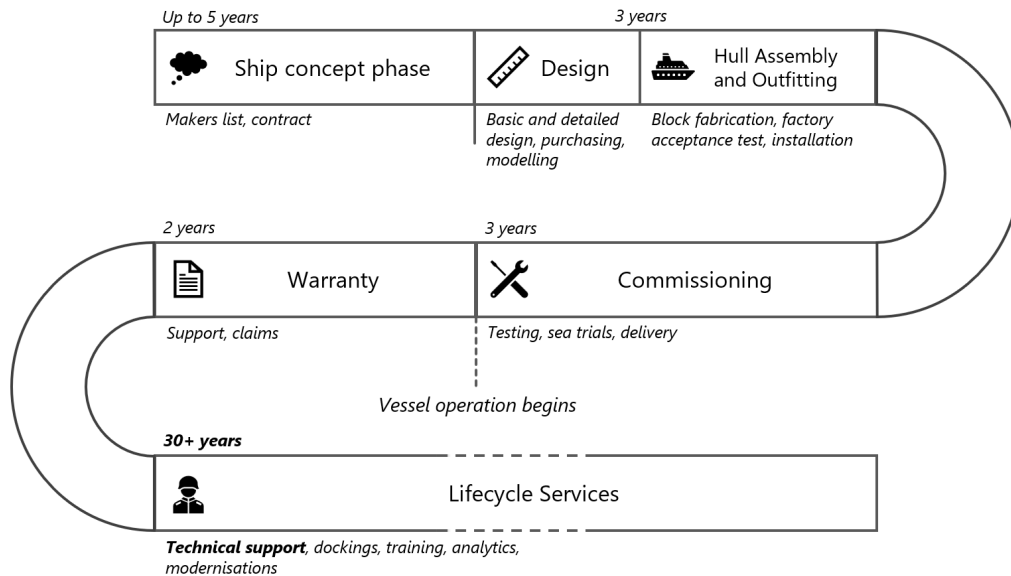 Up to 5 years
3 years
Ship concept phase
Design
Hull Assembly
and Outfitting
Makers list, contract
Basic and detailed
design, purchasing,
modelling
Block fabrication, factory
acceptance test, installation
2 years
3 years
Warranty
Commissioning
Support, claims
Testing, sea trials, delivery
Vessel operation begins
30+ years
Lifecycle Services
Technical support, dockings, training, analytics,
modernisations